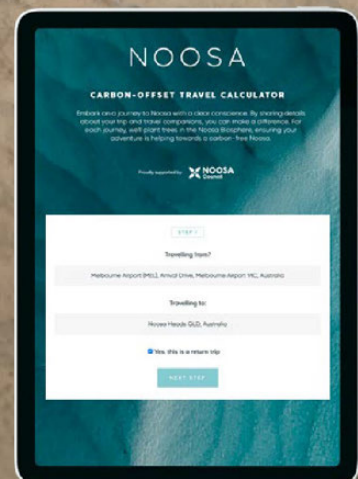 NOOSA
CARBON-OFFSET TRAVEL CALCULATOR
Embark on a journey to Noosa with a clear conscience. By sharing details
about your trip and travel companions, you can make a difference. For
each journey, we'll plant trees in the Noosa Biosphere, ensuring your
adventure is helping towards a carbon-free Noosa.
Proudly supported by NOOSA
Council
STEP 1
Travelling from?
Melbourne Airport (MEL), Arrival Drive, Melbourne Airport VIC, Australia
Travelling to:
Noosa Heads QLD, Australia
Yes, this is a return trip
NEXT STEP